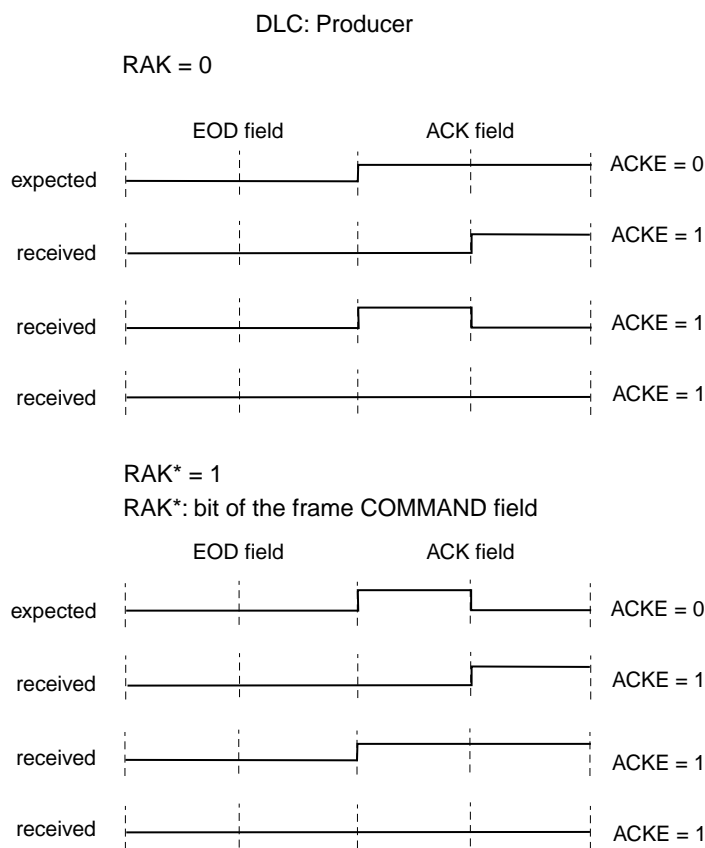 DLC: Producer
RAK = 0
EOD field ACK field
expected ACKE = 0
received ACKE = 1
received ACKE = 1
received ACKE = 1
RAK* = 1
RAK*: bit of the frame COMMAND field
EOD field ACK field
expected ACKE = 0
received ACKE = 1
received ACKE = 1
received ACKE = 1